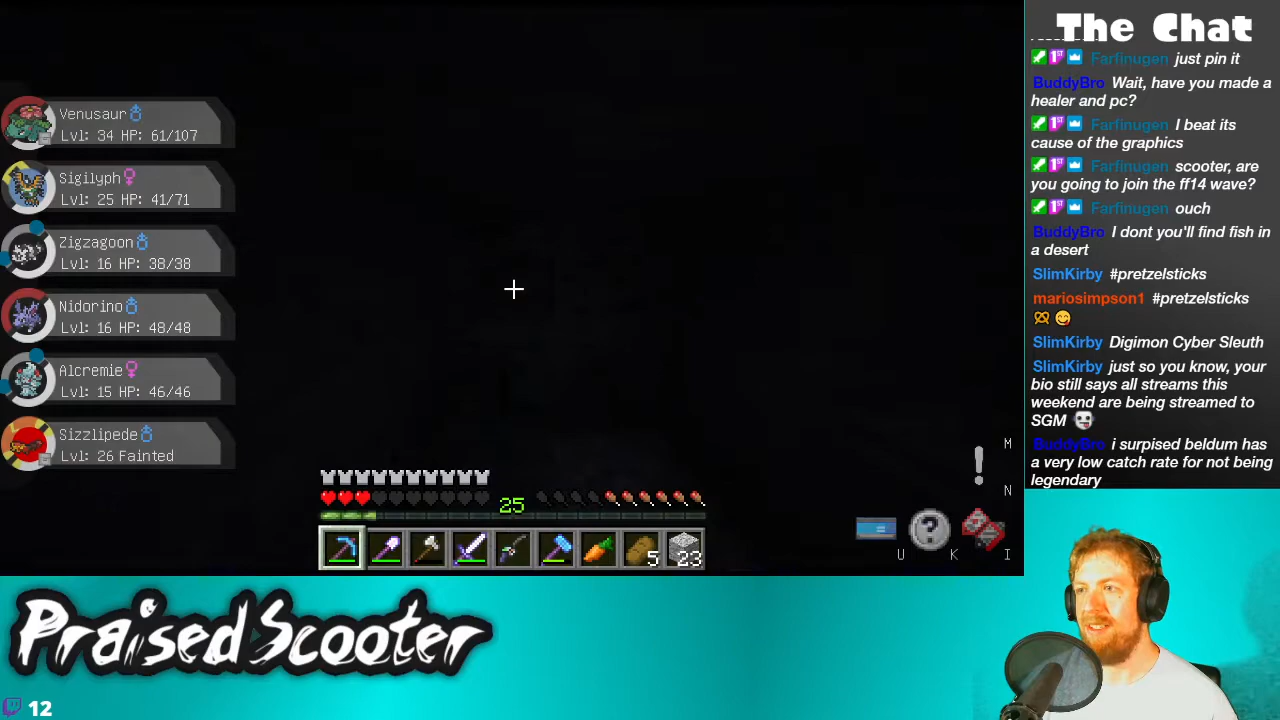 The Chat
Farfinugen just pin it
BuddyBro Wait, have you made a
healer and pc?
Farfinugen I beat its
cause of the graphics
Farfinugen scooter, are
you going to join the ff14 wave?
Farfinugen ouch
BuddyBro I dont you'll find fish in
a desert
SlimKirby #pretzelsticks
mariosimpson1 #pretzelsticks
SlimKirby Digimon Cyber Sleuth
SlimKirby just so you know, your
bio still says all streams this
weekend are being streamed to
SGM
BuddyBro i surpised beldum has
a very low catch rate for not being
legendary
Venusaur
Lvl: 34 HP: 61/107
Sigilyph
Lvl: 25 HP: 41/71
Zigzagoon
Lvl: 16 HP: 38/38
Nidorino
Lvl: 16 HP: 48/48
Alcremie
Lvl: 15 HP: 46/46
Sizzlipede
Lvl: 26 Fainted
25
5
23
M
N
U
K
I
Praised Scooter
12